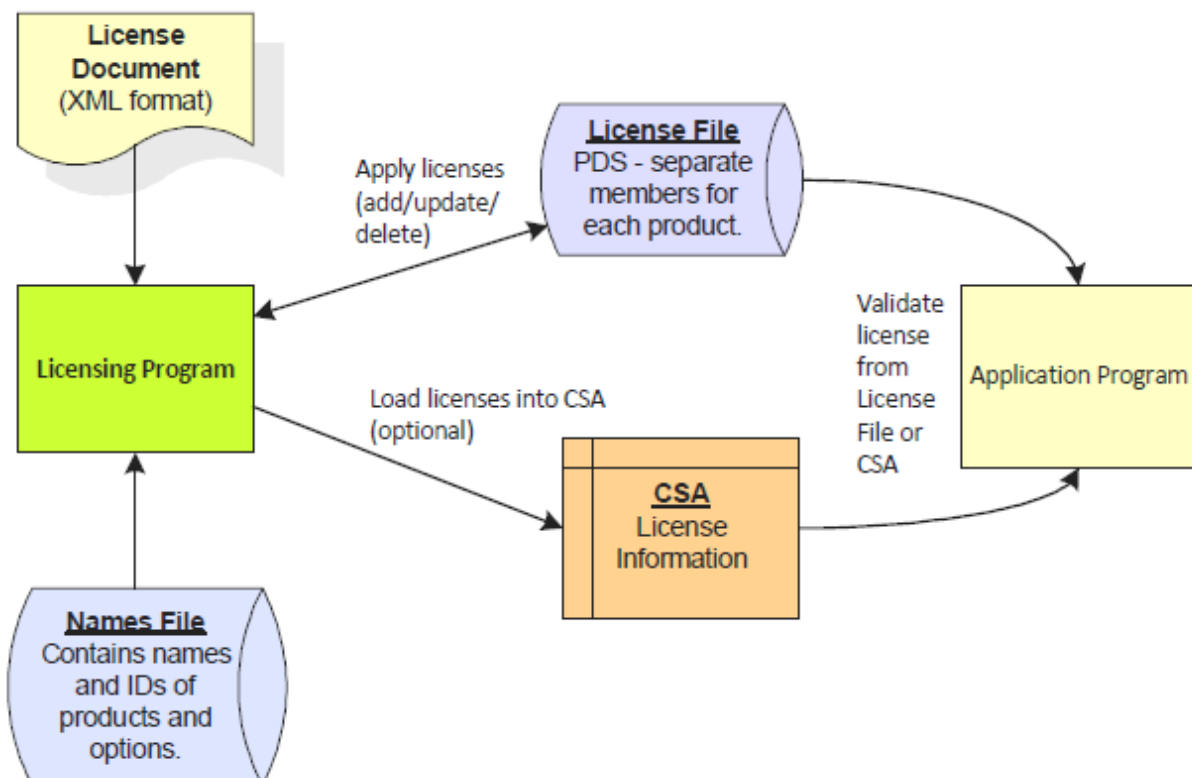 License
Document
(XML format)
License File
PDS - separate
members for
each product.
Apply licenses
(add/update/
delete)
Licensing Program
Validate
license
from
License
File or
CSA
Application Program
Load licenses into CSA
(optional)
CSA
License
Information
Names File
Contains names
and IDs of
products and
options.